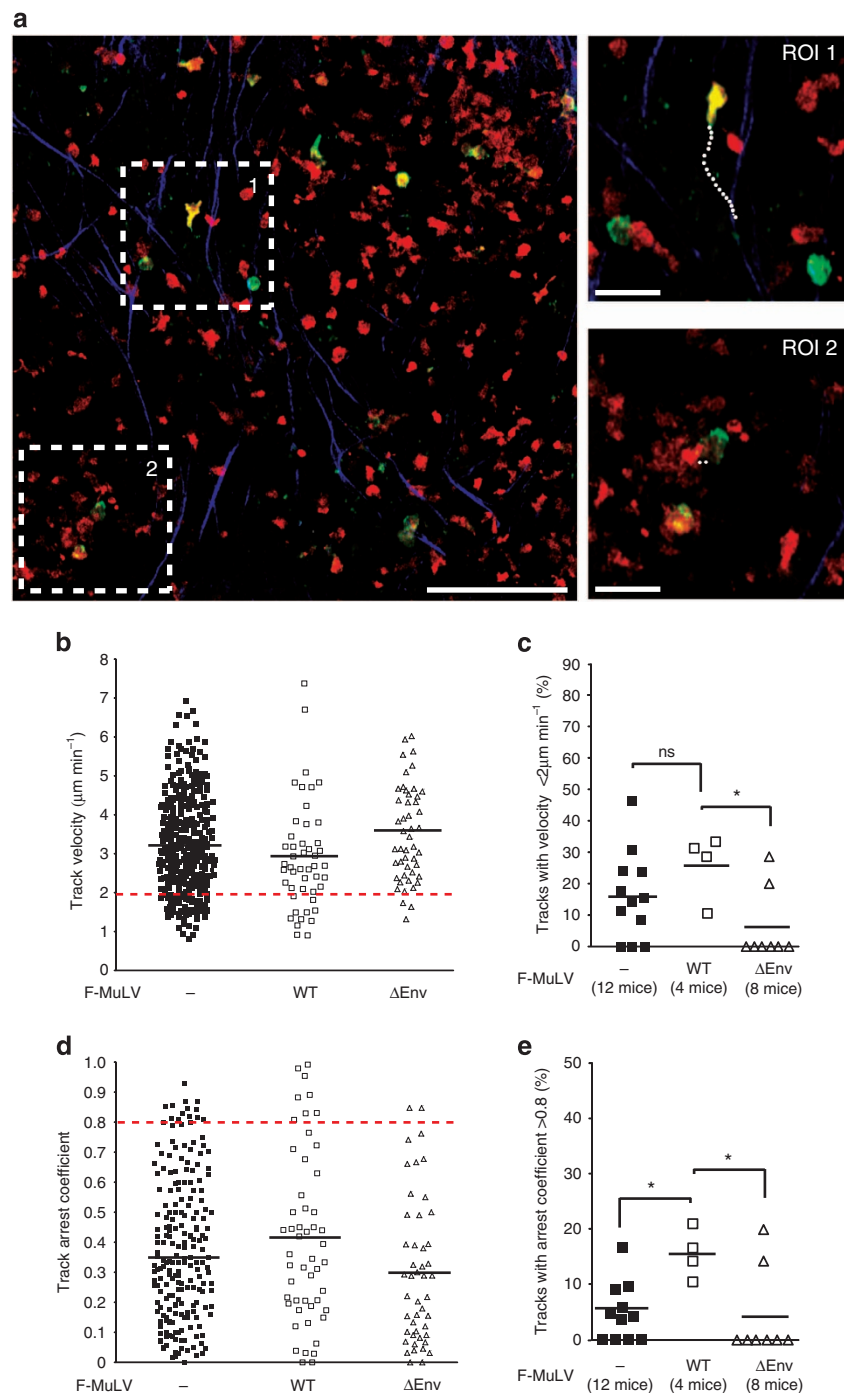 a
1
2
ROI 1
ROI 2
b
Track velocity (μm min⁻¹)
8
7
6
5
4
3
2
1
0
F-MuLV – WT ΔEnv
c
Tracks with velocity <2μm min⁻¹ (%)
90
80
70
60
50
40
30
20
10
0
ns
*
F-MuLV – WT ΔEnv
(12 mice) (4 mice) (8 mice)
d
Track arrest coefficient
1.0
0.9
0.8
0.7
0.6
0.5
0.4
0.3
0.2
0.1
0
F-MuLV – WT ΔEnv
e
Tracks with arrest coefficient >0.8 (%)
50
40
30
20
10
0
*
*
F-MuLV – WT ΔEnv
(12 mice) (4 mice) (8 mice)